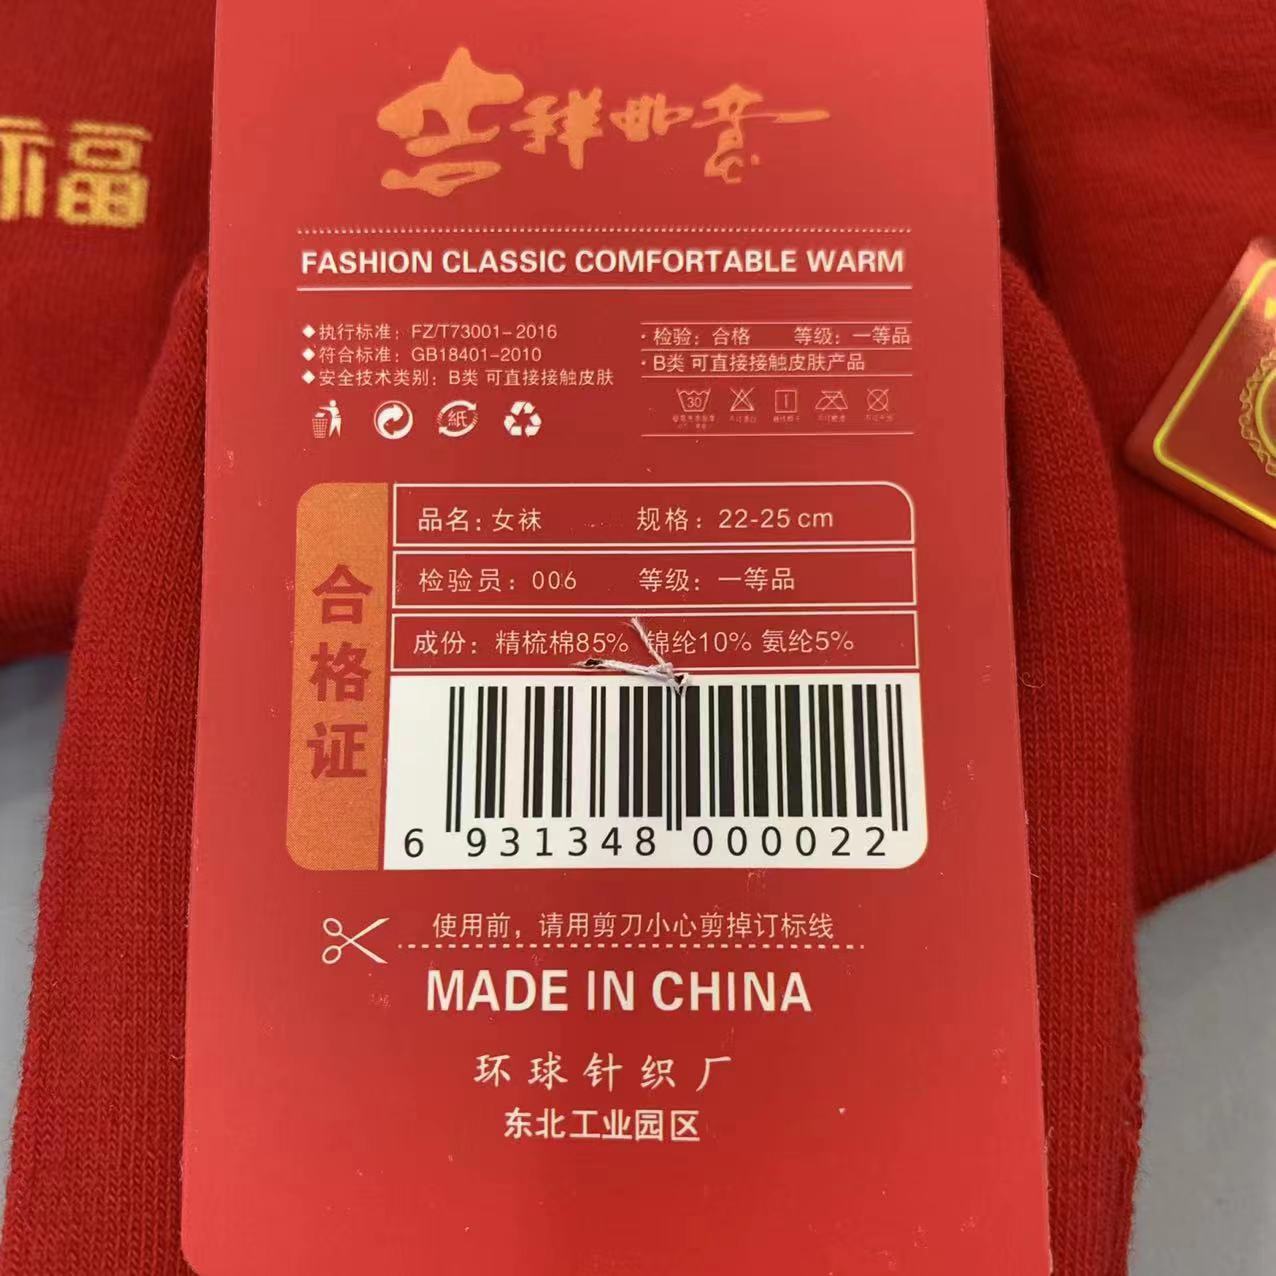 福
吉祥如意
FASHION CLASSIC COMFORTABLE WARM
◆执行标准：FZ/T73001-2016
◆符合标准：GB18401-2010
◆安全技术类别：B类 可直接接触皮肤
·检验：合格 等级：一等品
·B类 可直接接触皮肤产品
30
紙
合格证
品名：女袜 规格：22-25cm
检验员：006 等级：一等品
成份：精梳棉85% 锦纶10% 氨纶5%
6 931348 000022
使用前，请用剪刀小心剪掉订标线
MADE IN CHINA
环球针织厂
东北工业园区